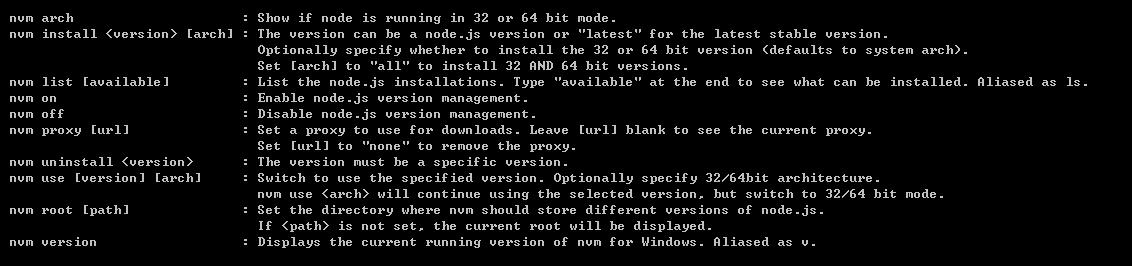 nvm arch                     : Show if node is running in 32 or 64 bit mode.
nvm install <version> [arch] : The version can be a node.js version or "latest" for the latest stable version.
                               Optionally specify whether to install the 32 or 64 bit version (defaults to system arch).
                               Set [arch] to "all" to install 32 AND 64 bit versions.
nvm list [available]         : List the node.js installations. Type "available" at the end to see what can be installed. Aliased as ls.
nvm on                       : Enable node.js version management.
nvm off                      : Disable node.js version management.
nvm proxy [url]              : Set a proxy to use for downloads. Leave [url] blank to see the current proxy.
                               Set [url] to "none" to remove the proxy.
nvm uninstall <version>      : The version must be a specific version.
nvm use [version] [arch]     : Switch to use the specified version. Optionally specify 32/64bit architecture.
                               nvm use <arch> will continue using the selected version, but switch to 32/64 bit mode.
nvm root [path]              : Set the directory where nvm should store different versions of node.js.
                               If <path> is not set, the current root will be displayed.
nvm version                  : Displays the current running version of nvm for Windows. Aliased as v.